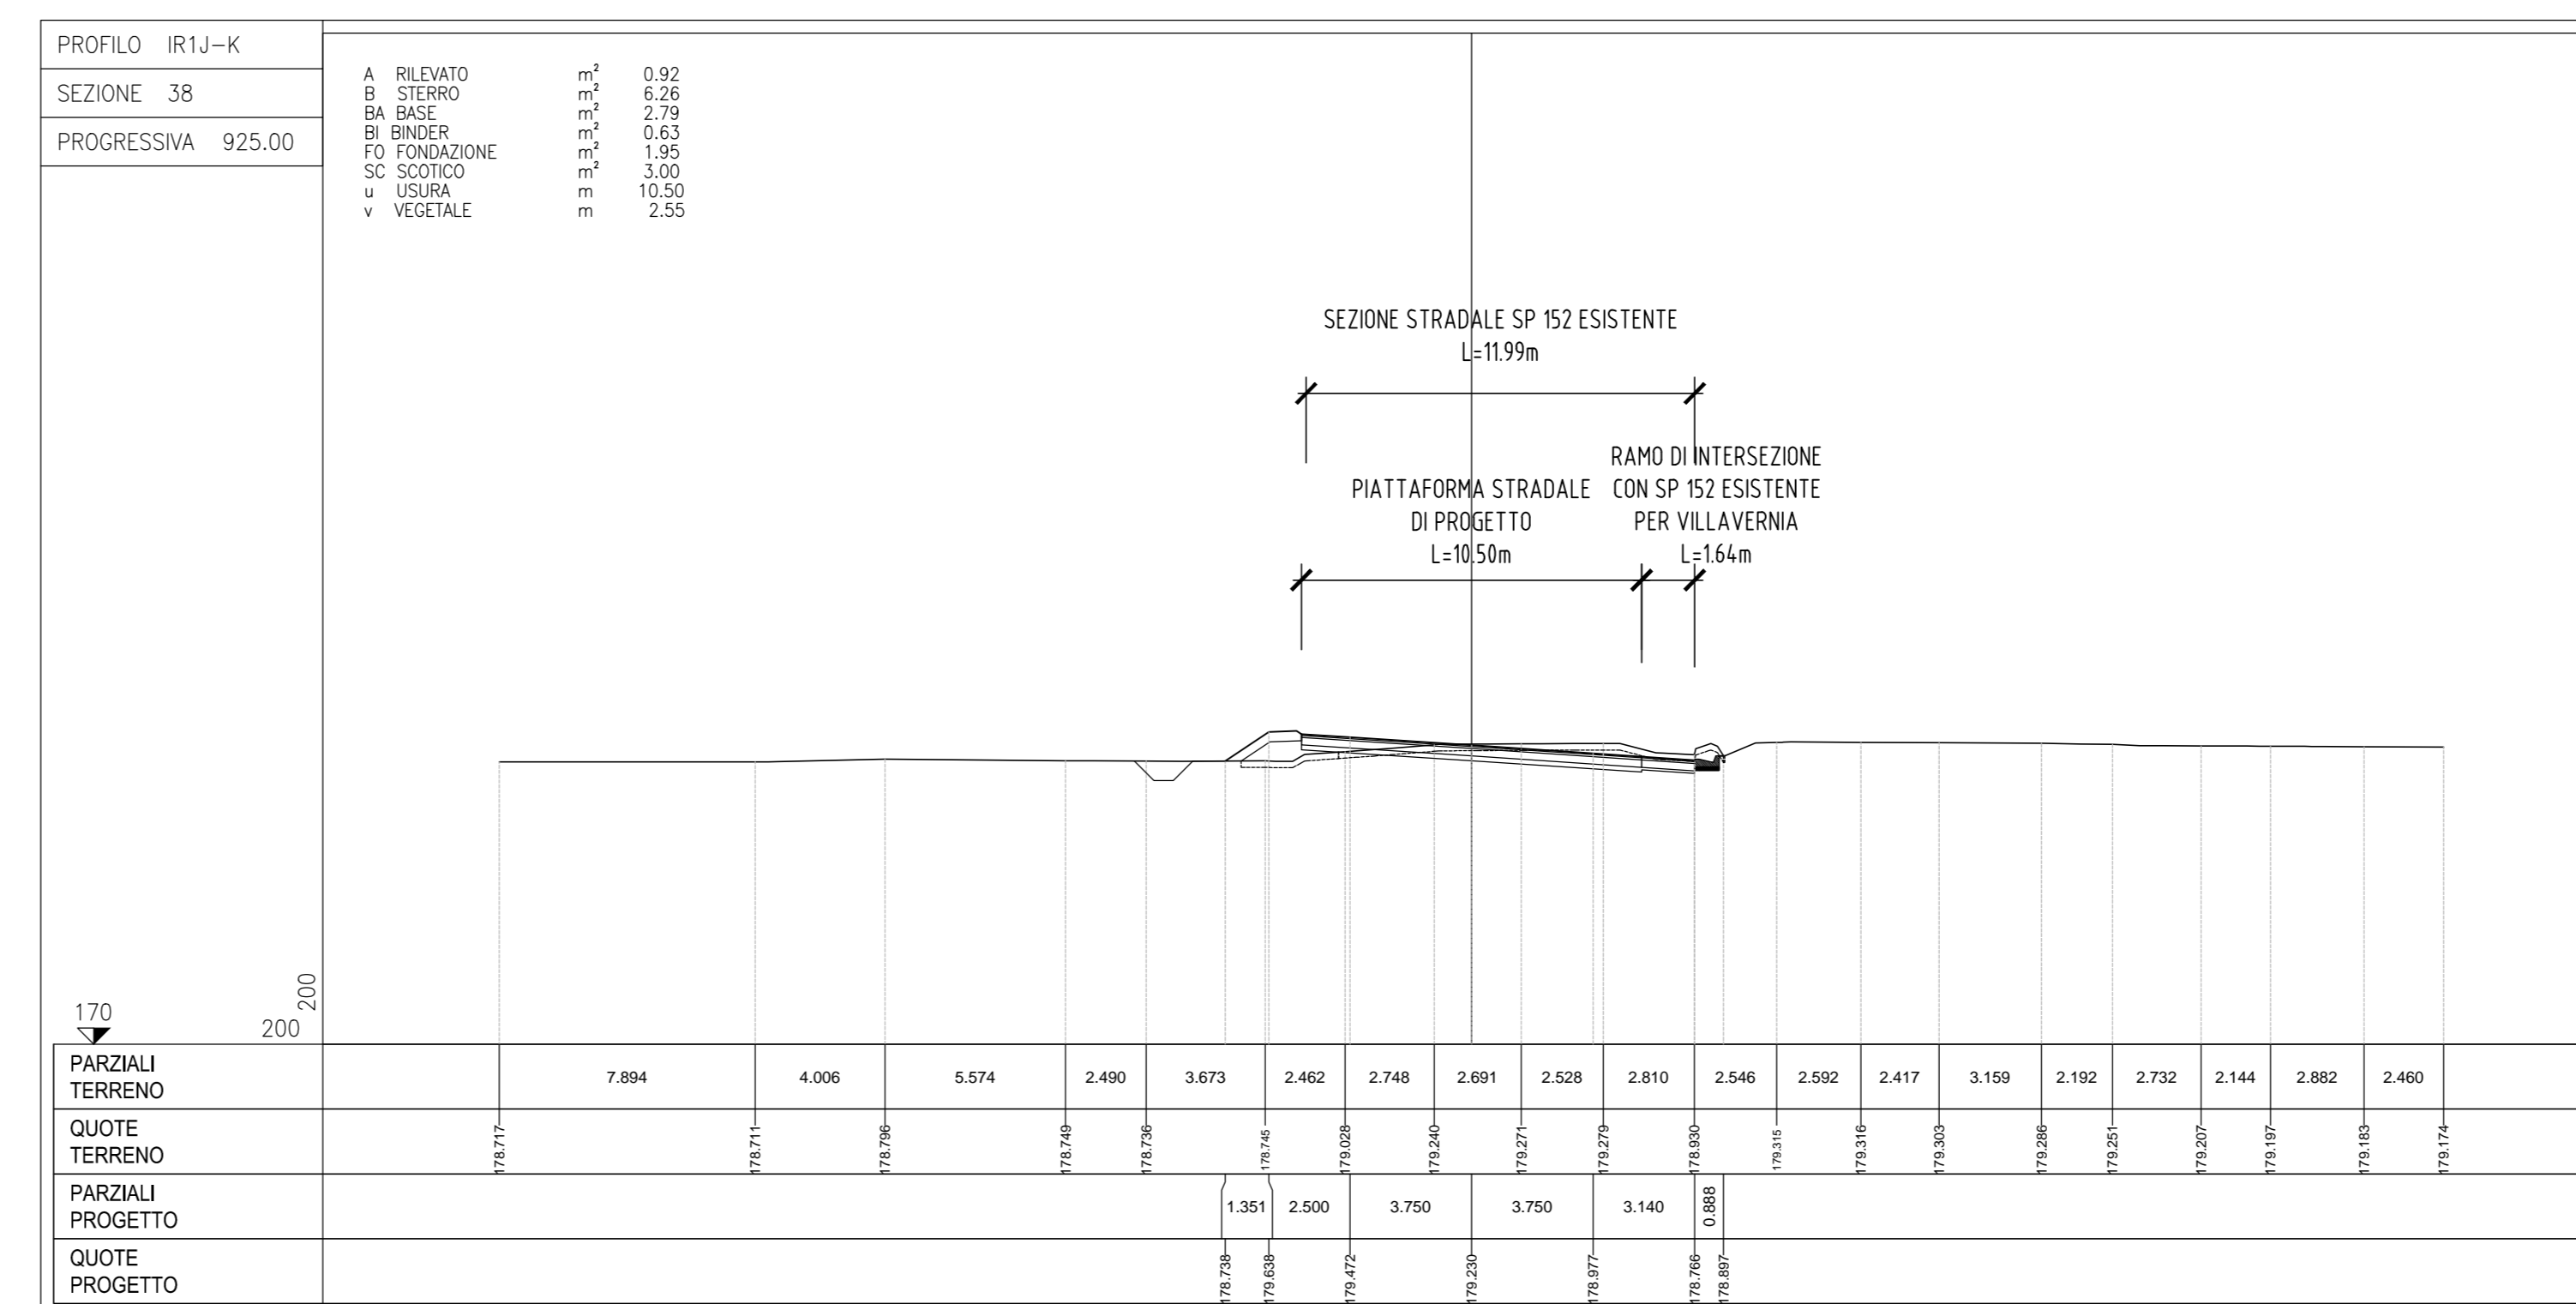 PROFILO IR1J-K
SEZIONE 38
PROGRESSIVA 925.00
A RILEVATO m² 0.92
B STERRO m² 6.26
BA BASE m² 2.79
BI BINDER m² 0.63
FO FONDAZIONE m² 1.95
SC SCOTICO m² 3.00
u USURA m 10.50
v VEGETALE m 2.55
SEZIONE STRADALE SP 152 ESISTENTE
L=11.99m
PIATTAFORMA STRADALE
DI PROGETTO
L=10.50m
RAMO DI INTERSEZIONE
CON SP 152 ESISTENTE
PER VILLAVERNIA
L=1.64m
170
200
200
PARZIALI
TERRENO
7.894 4.006 5.574 2.490 3.673 2.462 2.748 2.691 2.528 2.810 2.546 2.592 2.417 3.159 2.192 2.732 2.144 2.882 2.460
QUOTE
TERRENO
178.717 178.711 178.796 178.749 178.736 178.745 179.028 179.240 179.271 179.279 178.930 179.315 179.316 179.303 179.286 179.251 179.207 179.197 179.183 179.174
PARZIALI
PROGETTO
1.351 2.500 3.750 3.750 3.140 0.888
QUOTE
PROGETTO
178.738 179.638 179.472 179.230 178.977 178.766 178.897